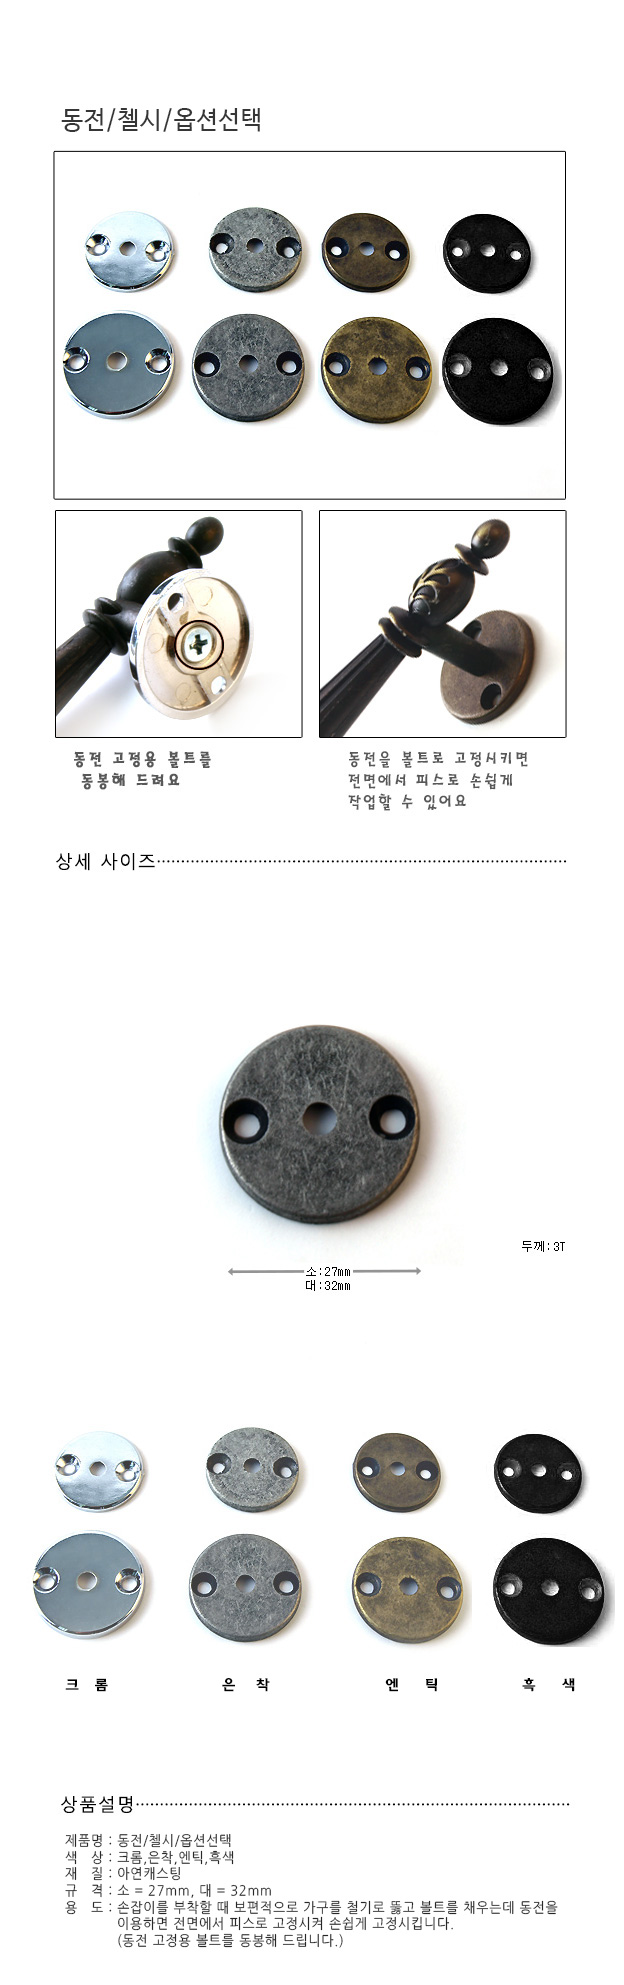 동전/첼시/옵션선택
동전 고정용 볼트를
동봉해 드려요
동전을 볼트로 고정시키면
전면에서 피스로 손쉽게
작업할 수 있어요
상세 사이즈
두께: 3T
소:27mm
대:32mm
크 롬
은 착
엔 틱
흑 색
상품설명
제품명 : 동전/첼시/옵션선택
색 상 : 크롬,은착,엔틱,흑색
재 질 : 아연캐스팅
규 격 : 소 = 27mm, 대 = 32mm
용 도 : 손잡이를 부착할 때 보편적으로 가구를 철기로 뚫고 볼트를 채우는데 동전을
이용하면 전면에서 피스로 고정시켜 손쉽게 고정시킵니다.
(동전 고정용 볼트를 동봉해 드립니다.)